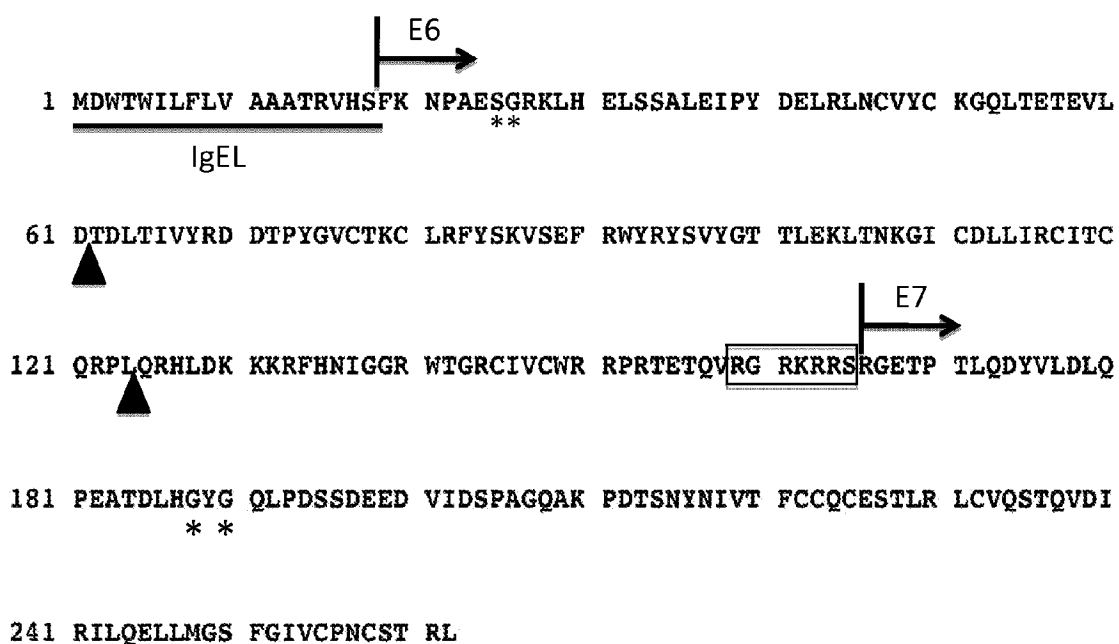 E6
1 MDWTWILFLV AAATRVHSFK NPAESGRKLH ELSSALEIPY DELRLNCVYC KGQLTETEVL
**
IgEL
61 DTDLTIVYRD DTPYGVCTKC LRFYSKVSEF RWYRYSVYGT TLEKLTNKGI CDLLIRCITC
E7
121 QRPLQRHLDK KKRFHNIGGR WTGRCIVCWR RPRTETQVRG RKRRSRGETP TLQDYVLDLQ
181 PEATDLHGYG QLPDSSDEED VIDSPAGQAK PDTSNYNIVT FCCQCESTLR LCVQSTQVDI
* *
241 RILQELLMGS FGIVCPNCST RL